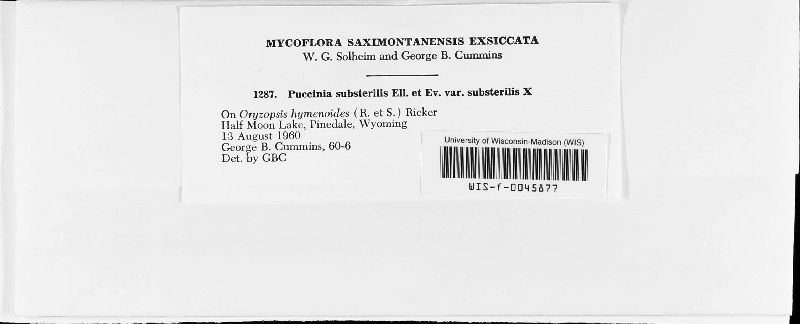 MYCOFLORA SAXIMONTANENSIS EXSICCATA
W. G. Solheim and George B. Cummins
1287. Puccinia substerilis Ell. et Ev. var. substerilis X
On Oryzopsis hymenoides (R. et S.) Ricker
Half Moon Lake, Pinedale, Wyoming
13 August 1960
George B. Cummins, 60-6
Det. by GBC
University of Wisconsin-Madison (WIS)
WIS-f-0045877